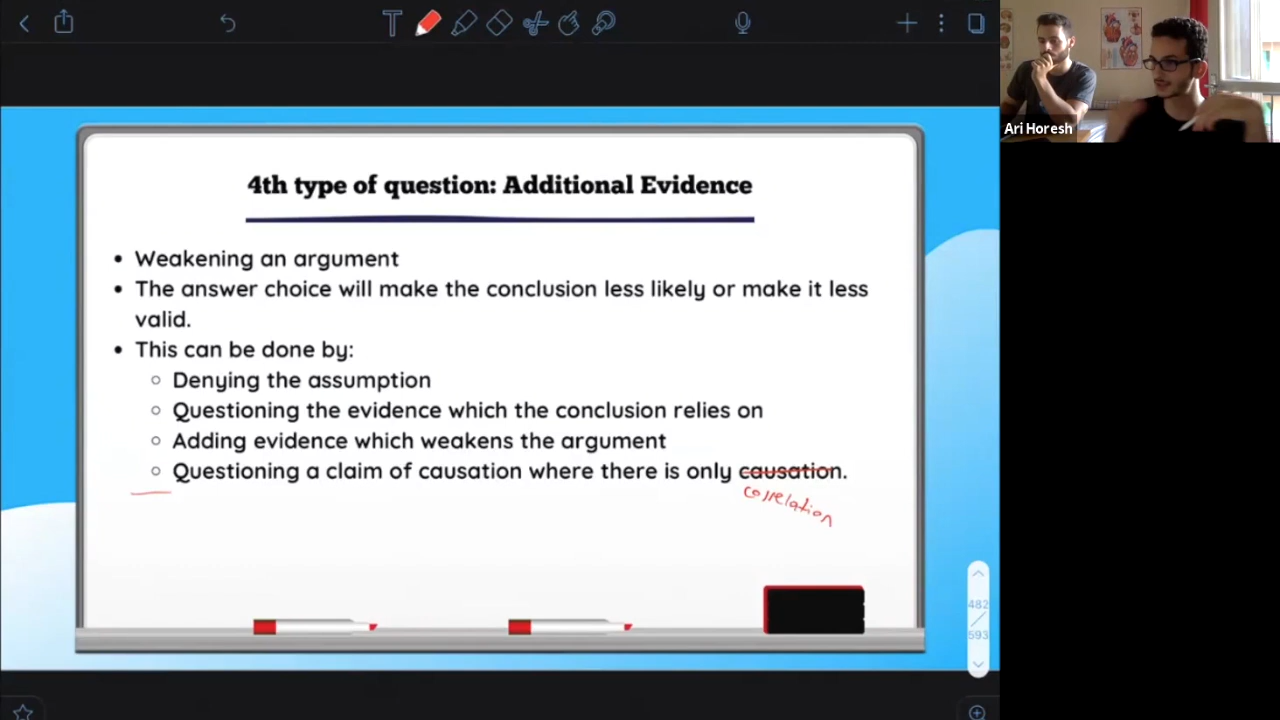 Ari Horesh
4th type of question: Additional Evidence
• Weakening an argument
• The answer choice will make the conclusion less likely or make it less
valid.
• This can be done by:
○ Denying the assumption
○ Questioning the evidence which the conclusion relies on
○ Adding evidence which weakens the argument
○ Questioning a claim of causation where there is only causation.
correlation
482
593